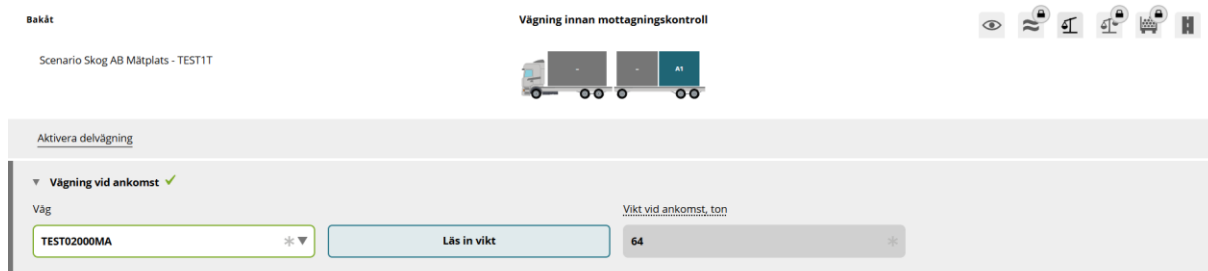 Bakåt
Vägning innan mottagningskontroll
Scenario Skog AB Mätplats - TEST1T
- - A1
Aktivera delvägning
Vägning vid ankomst
Våg Vikt vid ankomst, ton
TEST02000MA Läs in vikt 64